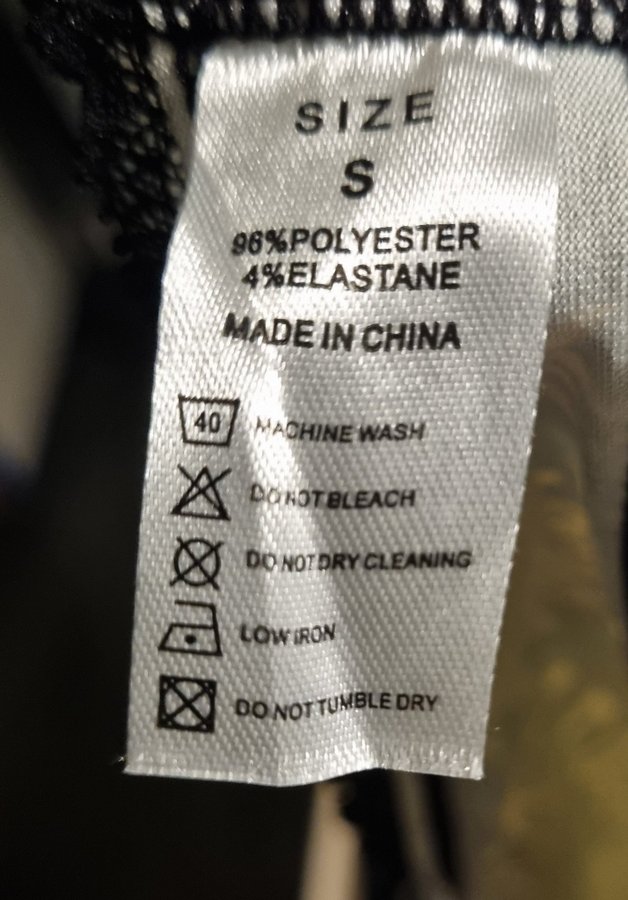 SIZE
S
96%POLYESTER
4%ELASTANE
MADE IN CHINA
40 MACHINE WASH
DO NOT BLEACH
DO NOT DRY CLEANING
LOW IRON
DO NOT TUMBLE DRY